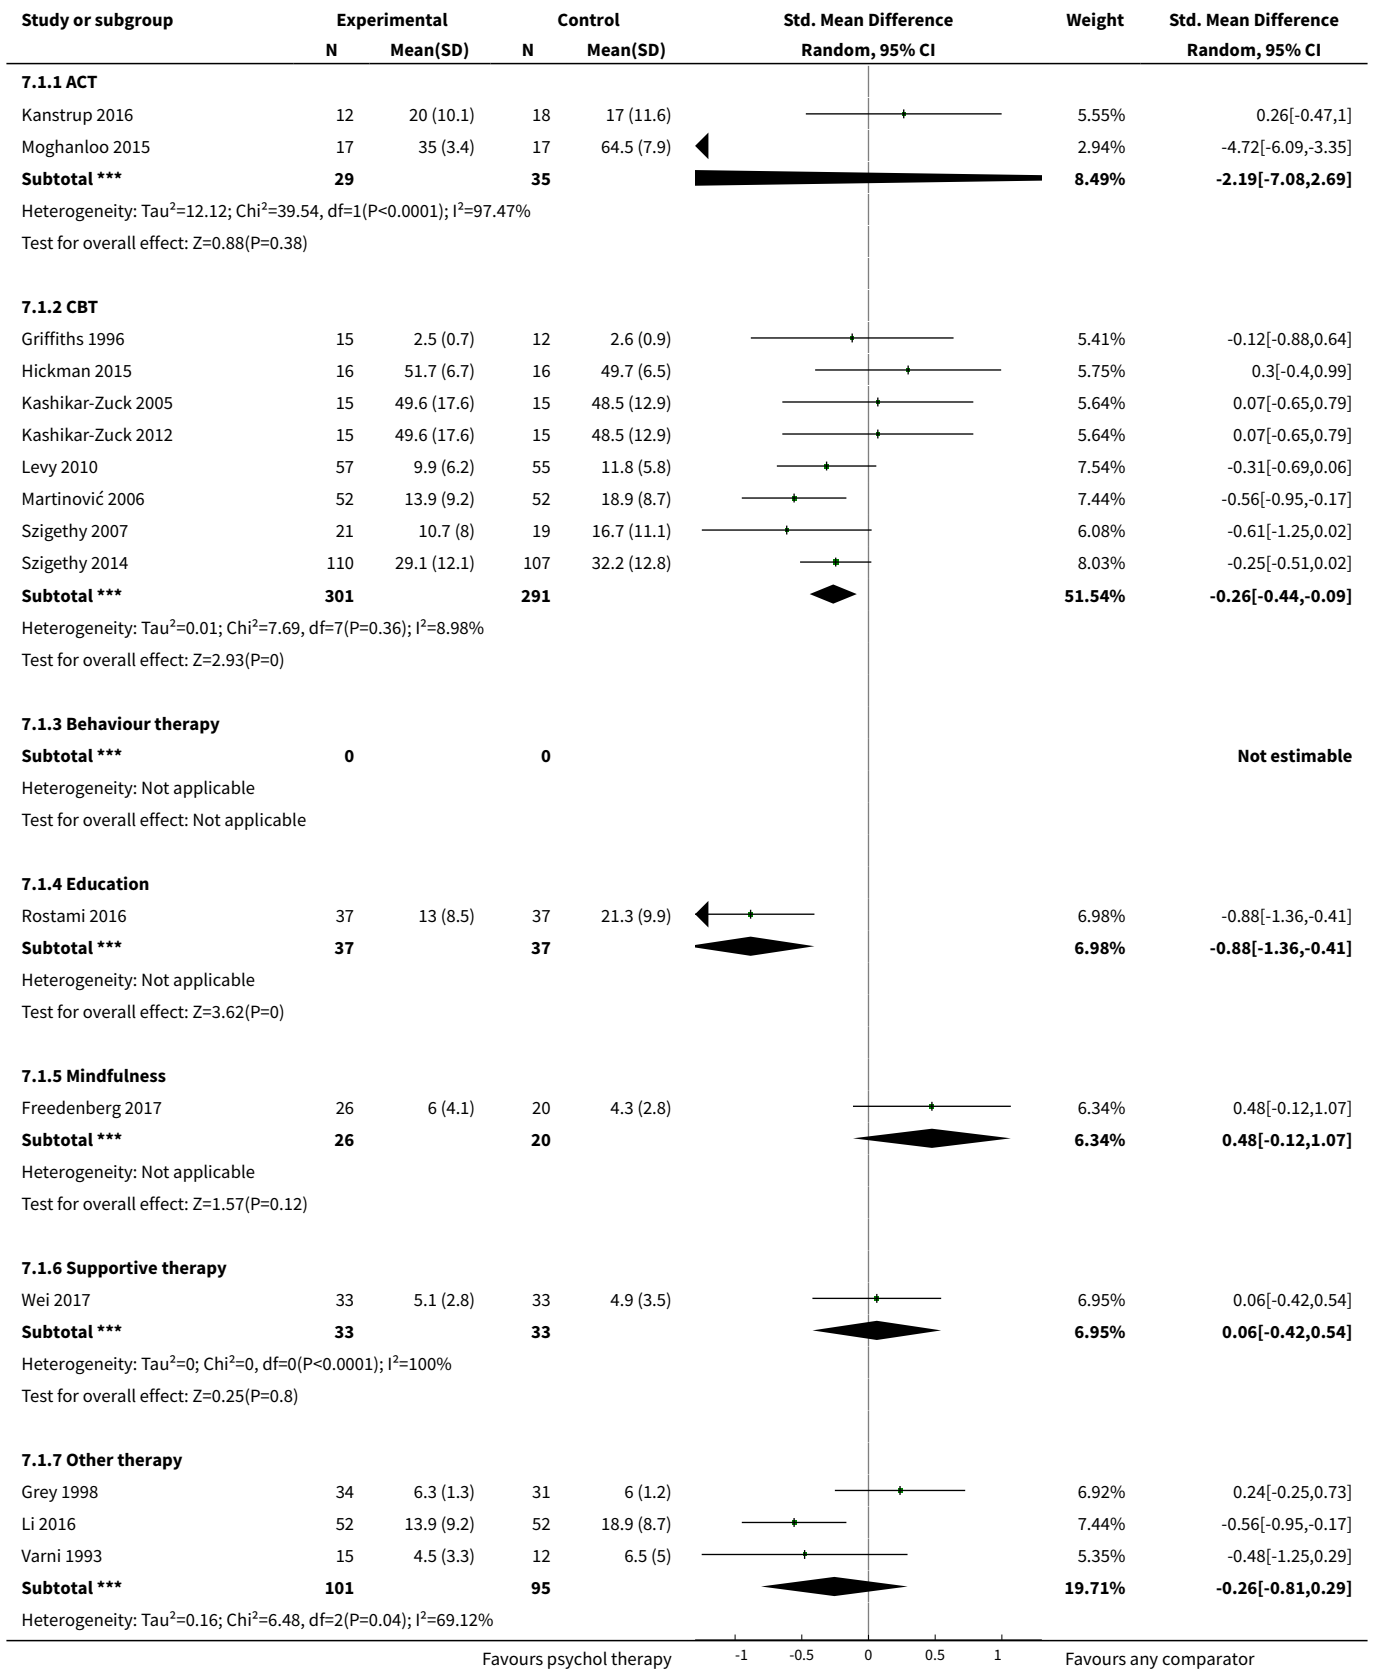 Study or subgroup Experimental Control Std. Mean Difference Weight Std. Mean Difference
N Mean(SD) N Mean(SD) Random, 95% CI Random, 95% CI
7.1.1 ACT
Kanstrup 2016 12 20 (10.1) 18 17 (11.6) 5.55% 0.26[-0.47,1]
Moghanloo 2015 17 35 (3.4) 17 64.5 (7.9) 2.94% -4.72[-6.09,-3.35]
Subtotal *** 29 35 8.49% -2.19[-7.08,2.69]
Heterogeneity: Tau²=12.12; Chi²=39.54, df=1(P<0.0001); I²=97.47%
Test for overall effect: Z=0.88(P=0.38)
7.1.2 CBT
Griffiths 1996 15 2.5 (0.7) 12 2.6 (0.9) 5.41% -0.12[-0.88,0.64]
Hickman 2015 16 51.7 (6.7) 16 49.7 (6.5) 5.75% 0.3[-0.4,0.99]
Kashikar-Zuck 2005 15 49.6 (17.6) 15 48.5 (12.9) 5.64% 0.07[-0.65,0.79]
Kashikar-Zuck 2012 15 49.6 (17.6) 15 48.5 (12.9) 5.64% 0.07[-0.65,0.79]
Levy 2010 57 9.9 (6.2) 55 11.8 (5.8) 7.54% -0.31[-0.69,0.06]
Martinović 2006 52 13.9 (9.2) 52 18.9 (8.7) 7.44% -0.56[-0.95,-0.17]
Szigethy 2007 21 10.7 (8) 19 16.7 (11.1) 6.08% -0.61[-1.25,0.02]
Szigethy 2014 110 29.1 (12.1) 107 32.2 (12.8) 8.03% -0.25[-0.51,0.02]
Subtotal *** 301 291 51.54% -0.26[-0.44,-0.09]
Heterogeneity: Tau²=0.01; Chi²=7.69, df=7(P=0.36); I²=8.98%
Test for overall effect: Z=2.93(P=0)
7.1.3 Behaviour therapy
Subtotal *** 0 0 Not estimable
Heterogeneity: Not applicable
Test for overall effect: Not applicable
7.1.4 Education
Rostami 2016 37 13 (8.5) 37 21.3 (9.9) 6.98% -0.88[-1.36,-0.41]
Subtotal *** 37 37 6.98% -0.88[-1.36,-0.41]
Heterogeneity: Not applicable
Test for overall effect: Z=3.62(P=0)
7.1.5 Mindfulness
Freedenberg 2017 26 6 (4.1) 20 4.3 (2.8) 6.34% 0.48[-0.12,1.07]
Subtotal *** 26 20 6.34% 0.48[-0.12,1.07]
Heterogeneity: Not applicable
Test for overall effect: Z=1.57(P=0.12)
7.1.6 Supportive therapy
Wei 2017 33 5.1 (2.8) 33 4.9 (3.5) 6.95% 0.06[-0.42,0.54]
Subtotal *** 33 33 6.95% 0.06[-0.42,0.54]
Heterogeneity: Tau²=0; Chi²=0, df=0(P<0.0001); I²=100%
Test for overall effect: Z=0.25(P=0.8)
7.1.7 Other therapy
Grey 1998 34 6.3 (1.3) 31 6 (1.2) 6.92% 0.24[-0.25,0.73]
Li 2016 52 13.9 (9.2) 52 18.9 (8.7) 7.44% -0.56[-0.95,-0.17]
Varni 1993 15 4.5 (3.3) 12 6.5 (5) 5.35% -0.48[-1.25,0.29]
Subtotal *** 101 95 19.71% -0.26[-0.81,0.29]
Heterogeneity: Tau²=0.16; Chi²=6.48, df=2(P=0.04); I²=69.12%
Favours psychol therapy -1 -0.5 0 0.5 1 Favours any comparator